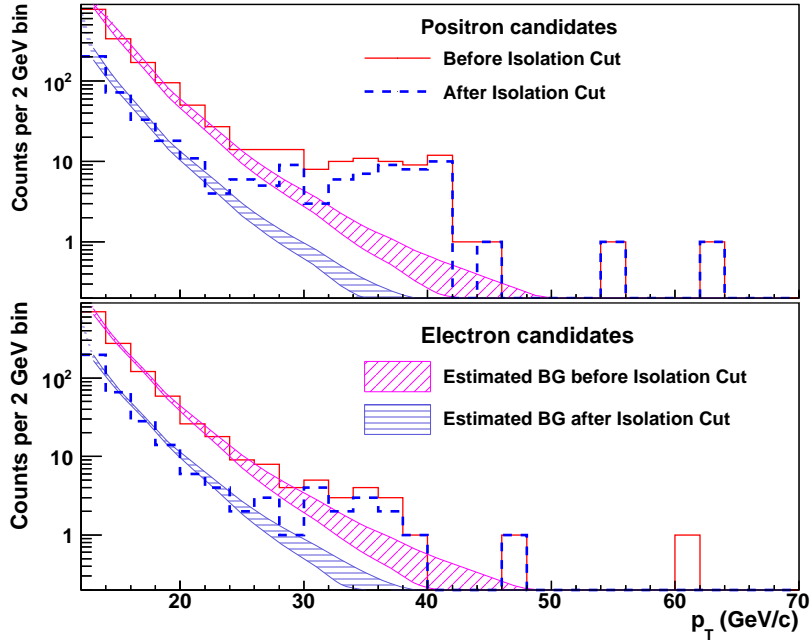 Counts per 2 GeV bin
Positron candidates
Before Isolation Cut
After Isolation Cut
10²
10
1
Counts per 2 GeV bin
Electron candidates
Estimated BG before Isolation Cut
Estimated BG after Isolation Cut
10²
10
1
20 30 40 50 60 70
p_T (GeV/c)